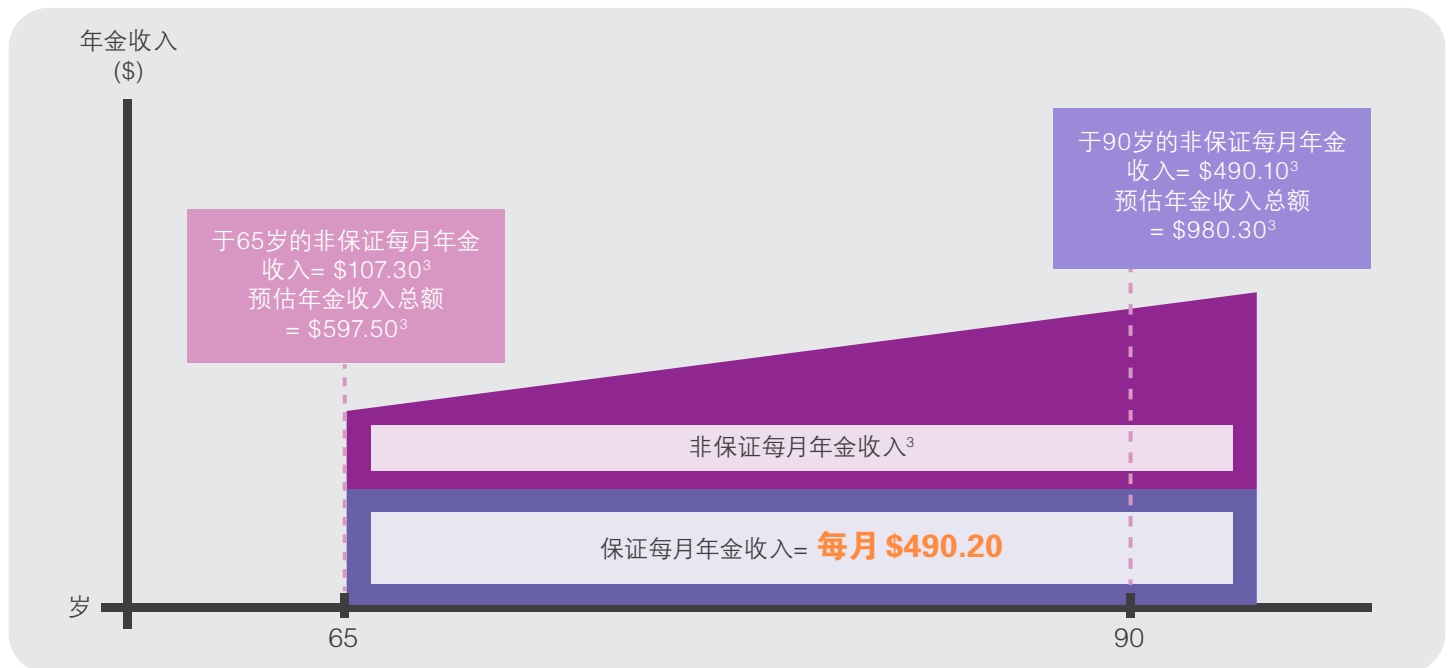 年金收入
($)
于90岁的非保证每月年金
收入= $490.10³
预估年金收入总额
= $980.30³
于65岁的非保证每月年金
收入= $107.30³
预估年金收入总额
= $597.50³
非保证每月年金收入³
保证每月年金收入= 每月 $490.20
岁
65
90